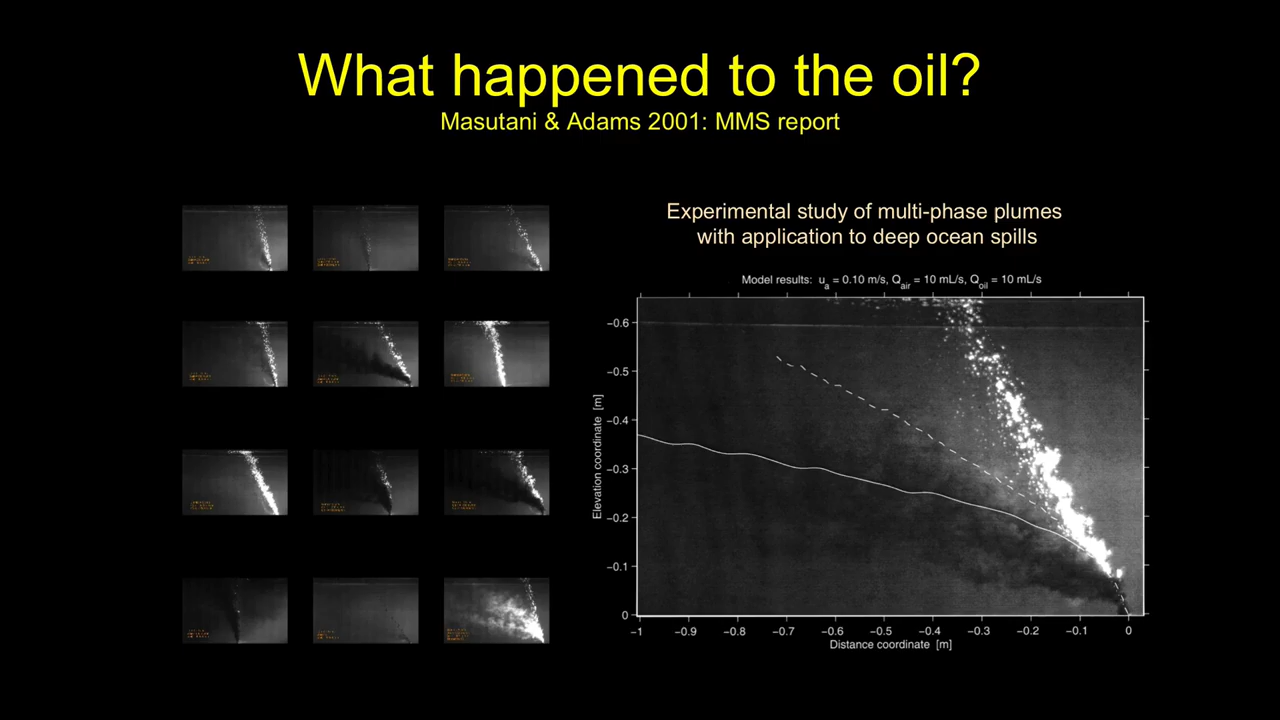 What happened to the oil?
Masutani & Adams 2001: MMS report
Experimental study of multi-phase plumes
with application to deep ocean spills
Model results: u_a = 0.10 m/s, Q_air = 10 mL/s, Q_oil = 10 mL/s
Elevation coordinate [m]
−0.6
−0.5
−0.4
−0.3
−0.2
−0.1
0
−1 −0.9 −0.8 −0.7 −0.6 −0.5 −0.4 −0.3 −0.2 −0.1 0
Distance coordinate [m]